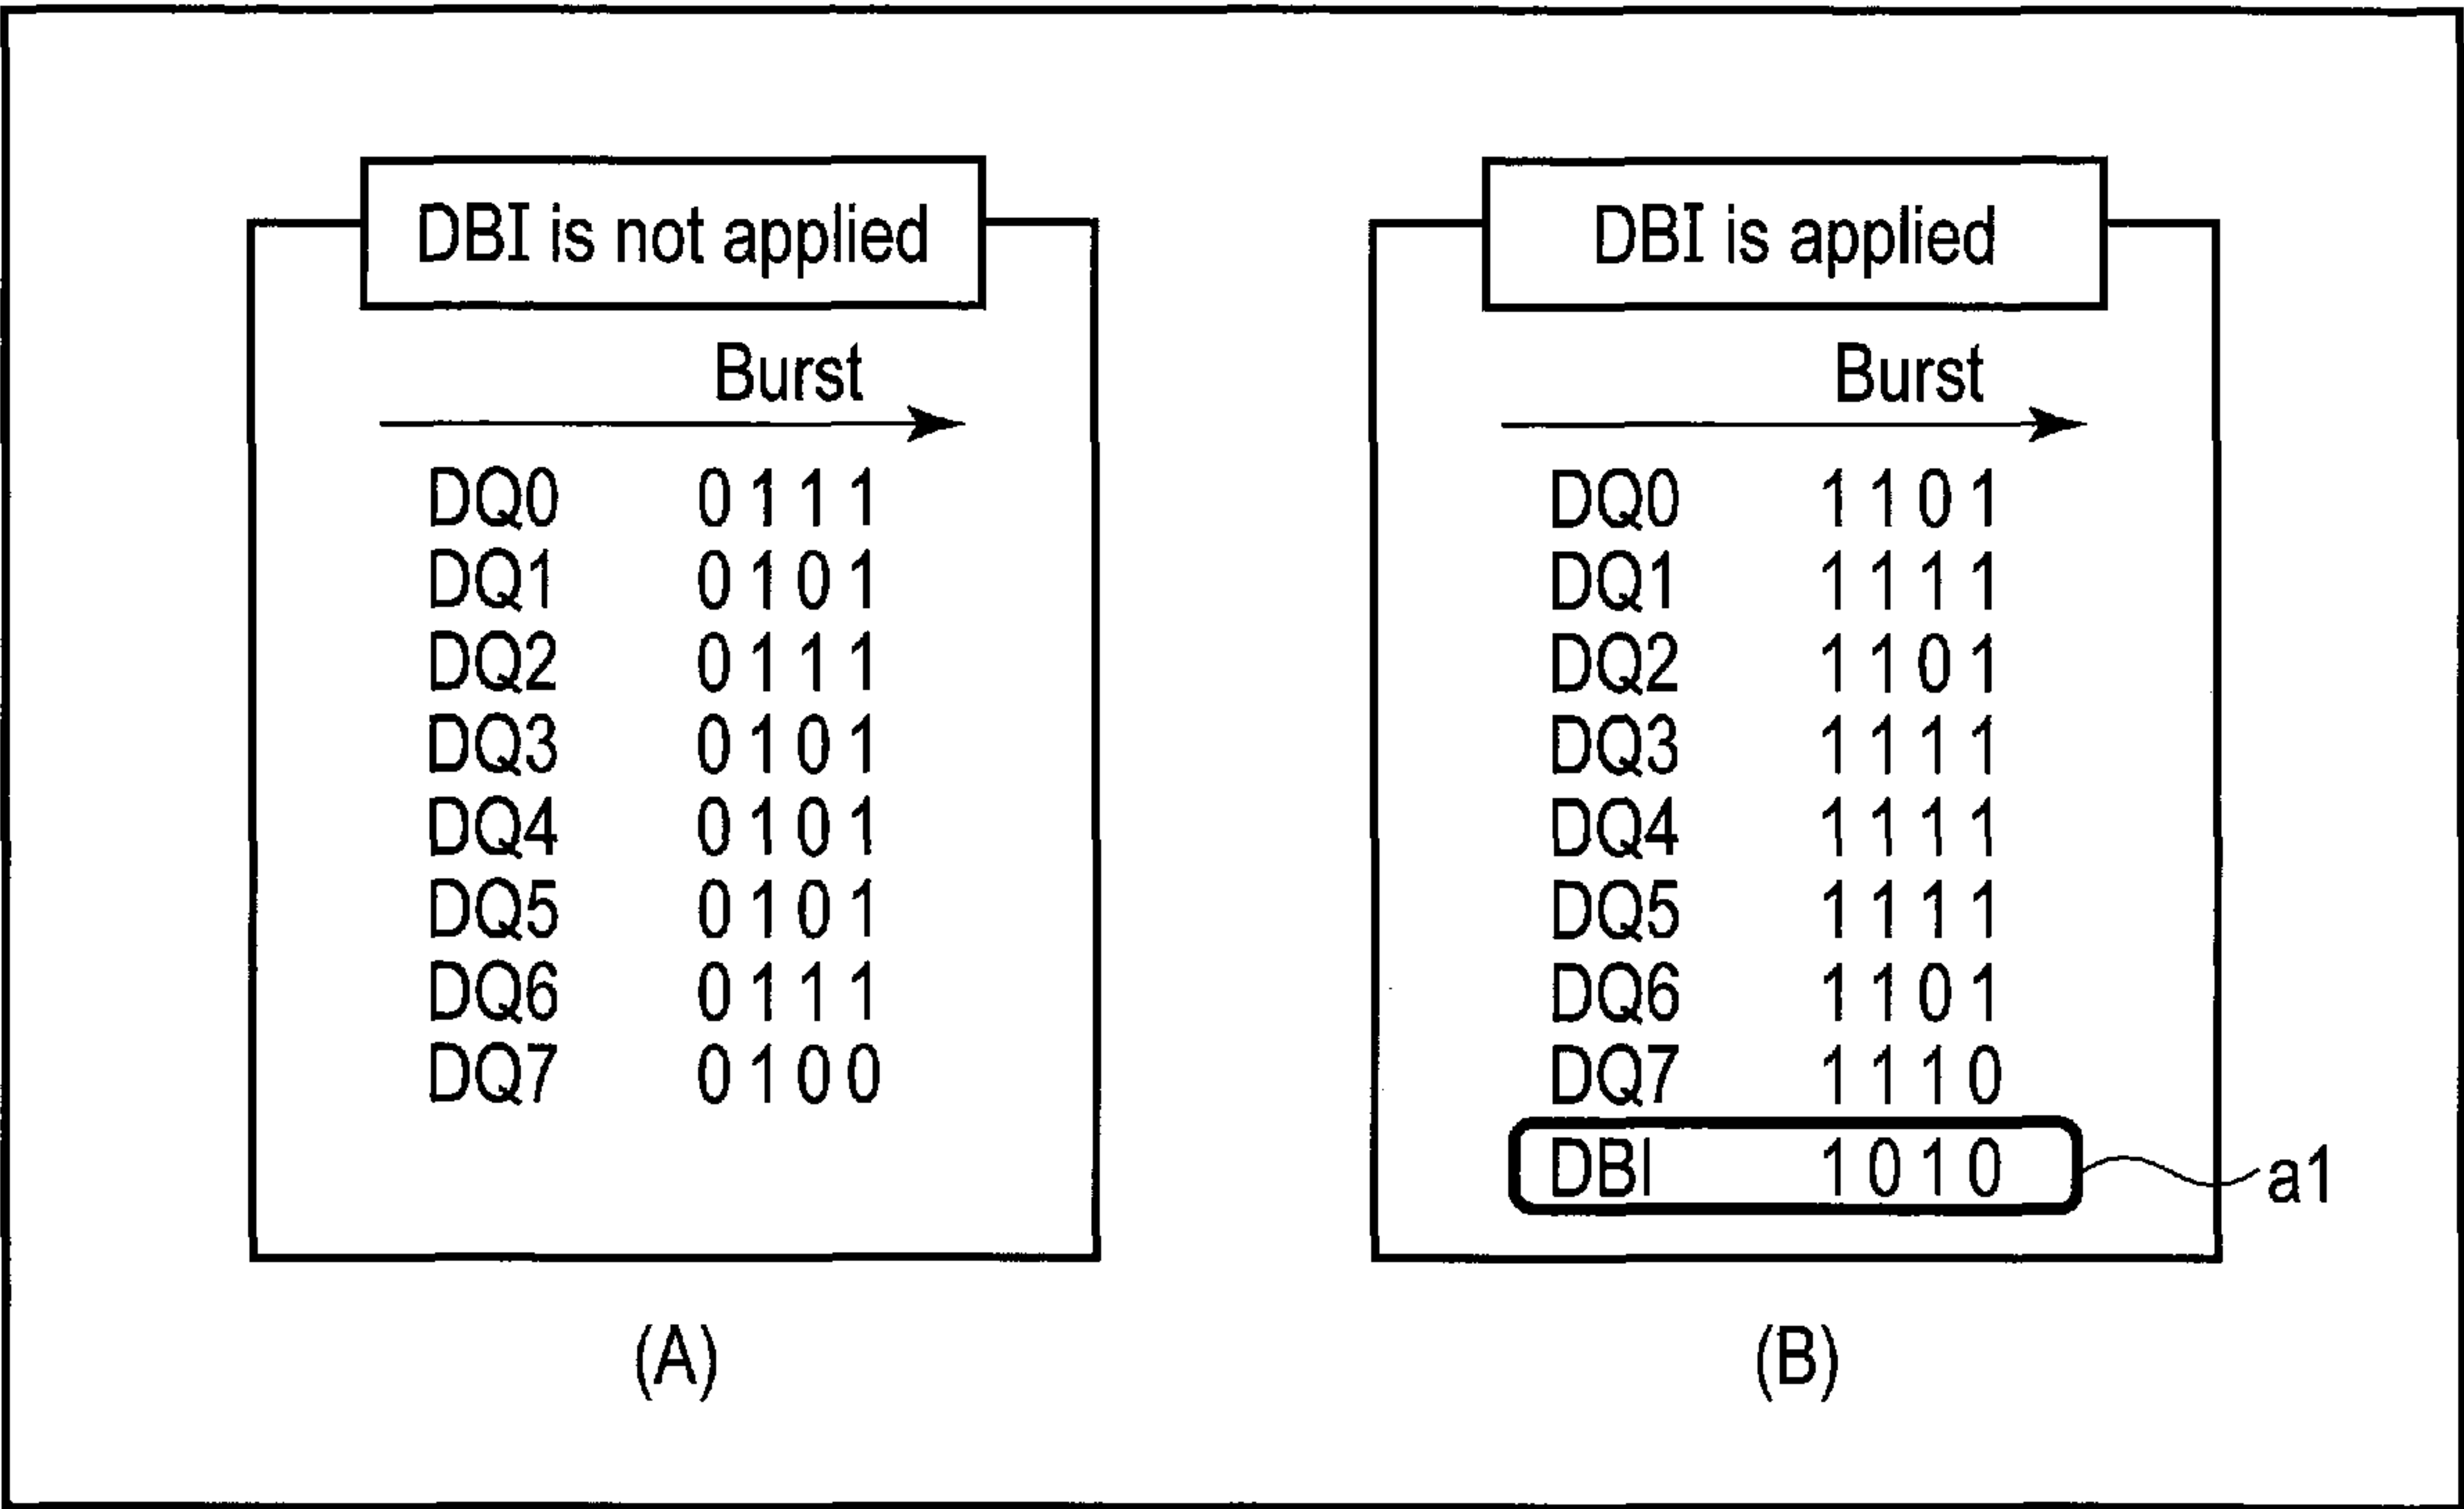 DBI is not applied
Burst
DQ0 0 1 1 1
DQ1 0 1 0 1
DQ2 0 1 1 1
DQ3 0 1 0 1
DQ4 0 1 0 1
DQ5 0 1 0 1
DQ6 0 1 1 1
DQ7 0 1 0 0
(A)
DBI is applied
Burst
DQ0 1 1 0 1
DQ1 1 1 1 1
DQ2 1 1 0 1
DQ3 1 1 1 1
DQ4 1 1 1 1
DQ5 1 1 1 1
DQ6 1 1 0 1
DQ7 1 1 1 0
DBI 1 0 1 0
a1
(B)